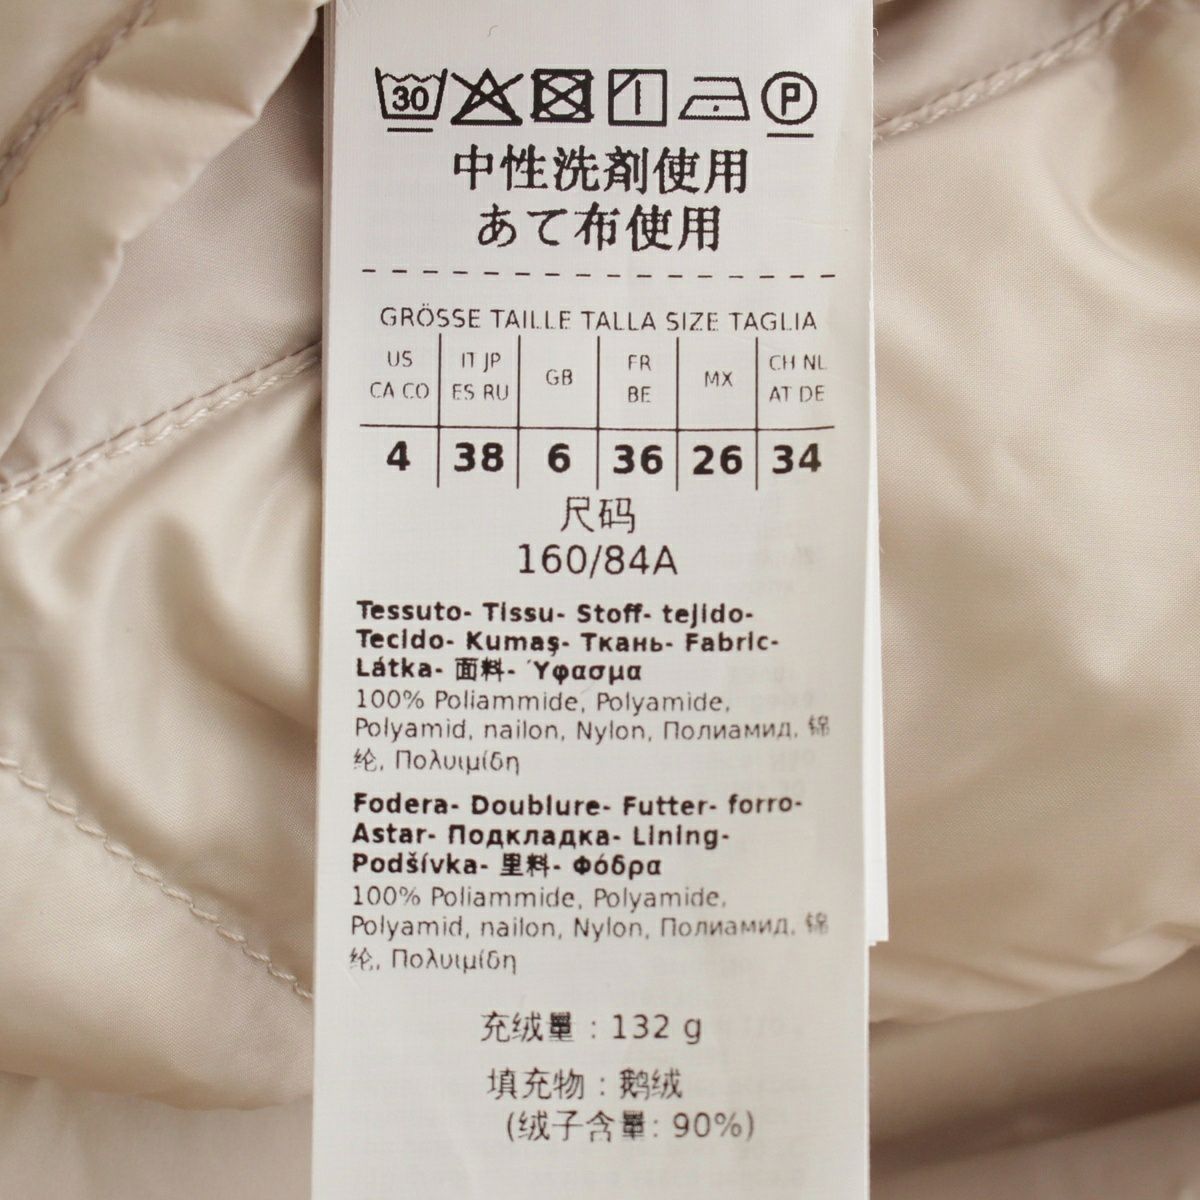 30 P
中性洗剤使用
あて布使用
GRÖSSE TAILLE TALLA SIZE TAGLIA
US IT JP GB FR MX CH NL
CA CO ES RU BE AT DE
4 38 6 36 26 34
尺码
160/84A
Tessuto- Tissu- Stoff- tejido-
Tecido- Kumaş- Ткань- Fabric-
Látka- 面料- Ύφασμα
100% Poliammide, Polyamide,
Polyamid, nailon, Nylon, Полиамид, 锦
纶, Πολυιμίδη
Fodera- Doublure- Futter- forro-
Astar- Подкладка- Lining-
Podšívka- 里料- Φόδρα
100% Poliammide, Polyamide,
Polyamid, nailon, Nylon, Полиамид, 锦
纶, Πολυιμίδη
充绒量 : 132 g
填充物 : 鹅绒
(绒子含量: 90%)